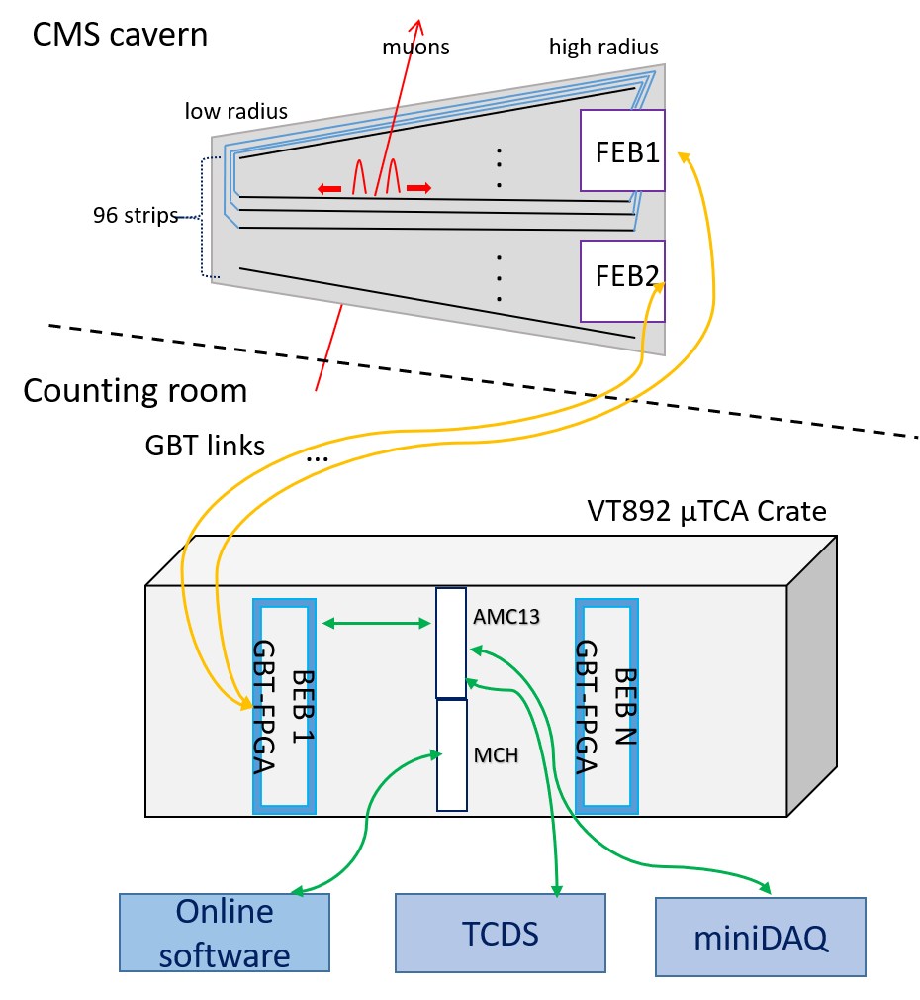 CMS cavern
muons
high radius
low radius
FEB1
96 strips
FEB2
Counting room
GBT links
...
VT892 µTCA Crate
AMC13
GBT-FPGA
BEB 1
GBT-FPGA
BEB N
MCH
Online
software
TCDS
miniDAQ